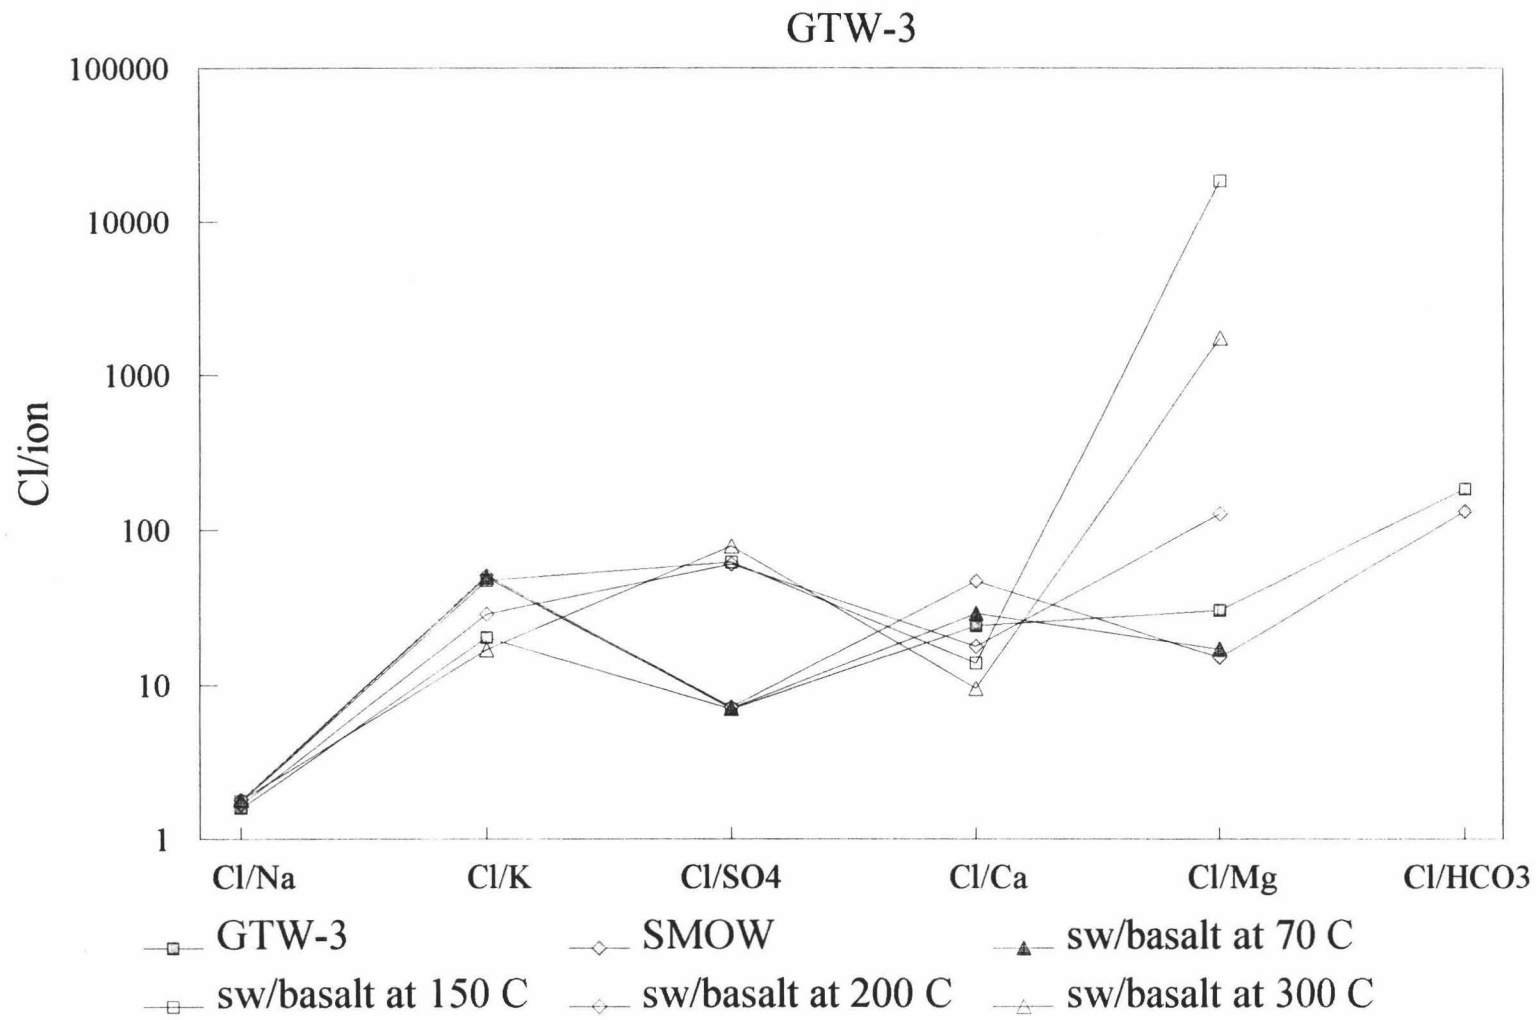 GTW-3
100000
10000
1000
100
10
1
Cl/ion
Cl/Na Cl/K Cl/SO4 Cl/Ca Cl/Mg Cl/HCO3
GTW-3 SMOW sw/basalt at 70 C
sw/basalt at 150 C sw/basalt at 200 C sw/basalt at 300 C